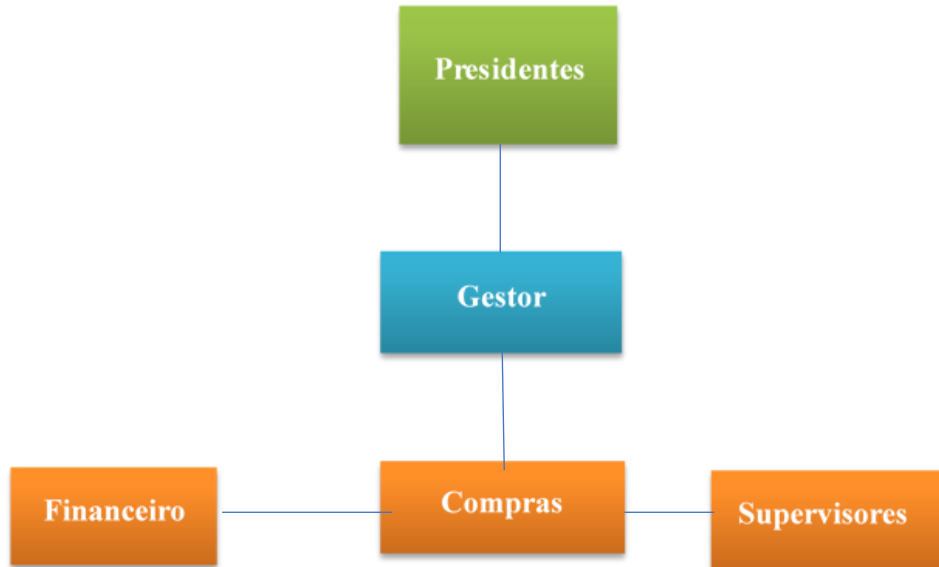 Presidentes
Gestor
Financeiro
Compras
Supervisores